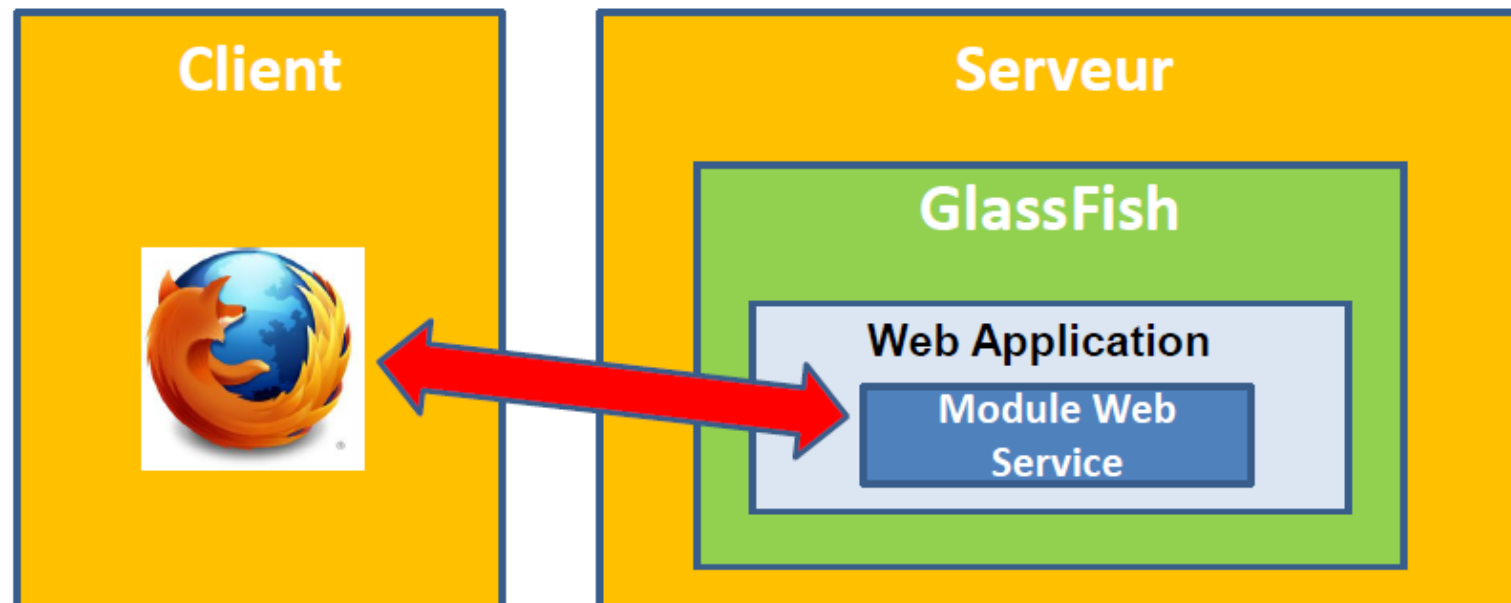 Client
Serveur
GlassFish
Web Application
Module Web
Service
®